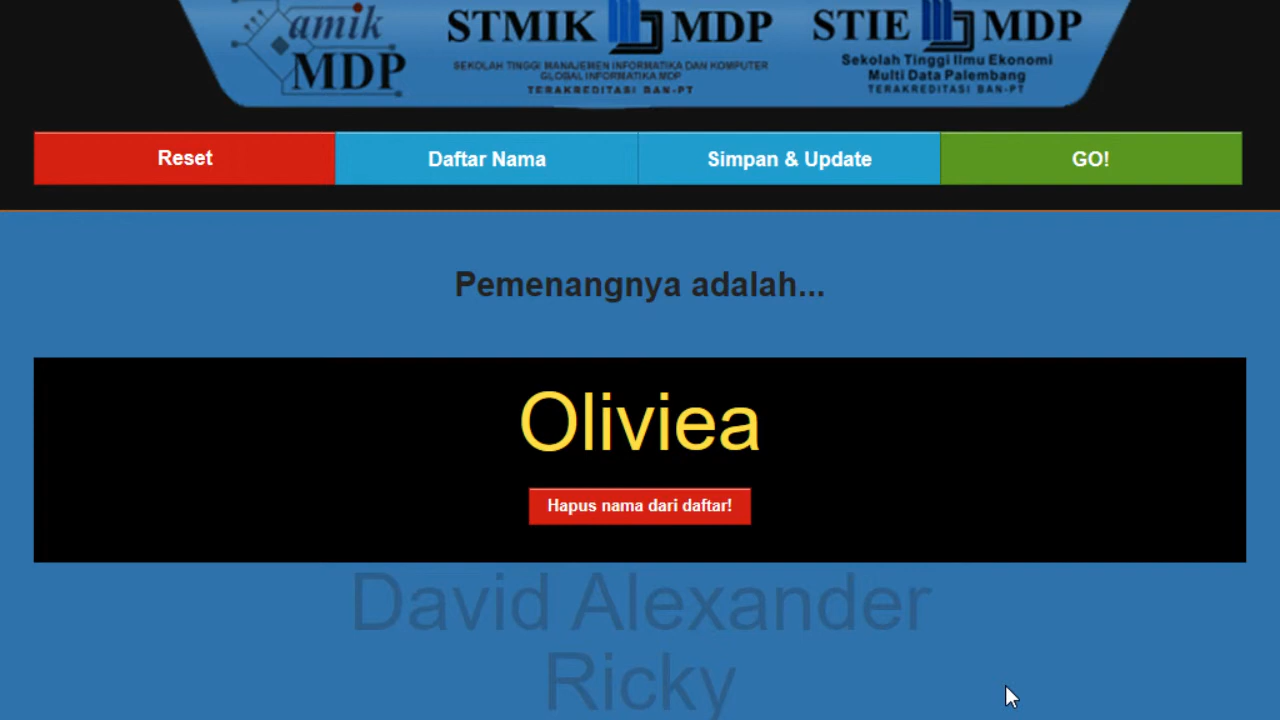 amik
MDP
STMIK MDP
SEKOLAH TINGGI MANAJEMEN INFORMATIKA DAN KOMPUTER
GLOBAL INFORMATIKA MDP
TERAKREDITASI BAN-PT
STIE MDP
Sekolah Tinggi Ilmu Ekonomi
Multi Data Palembang
TERAKREDITASI BAN-PT
Reset
Daftar Nama
Simpan & Update
GO!
Pemenangnya adalah...
Oliviea
Hapus nama dari daftar!
David Alexander
Ricky